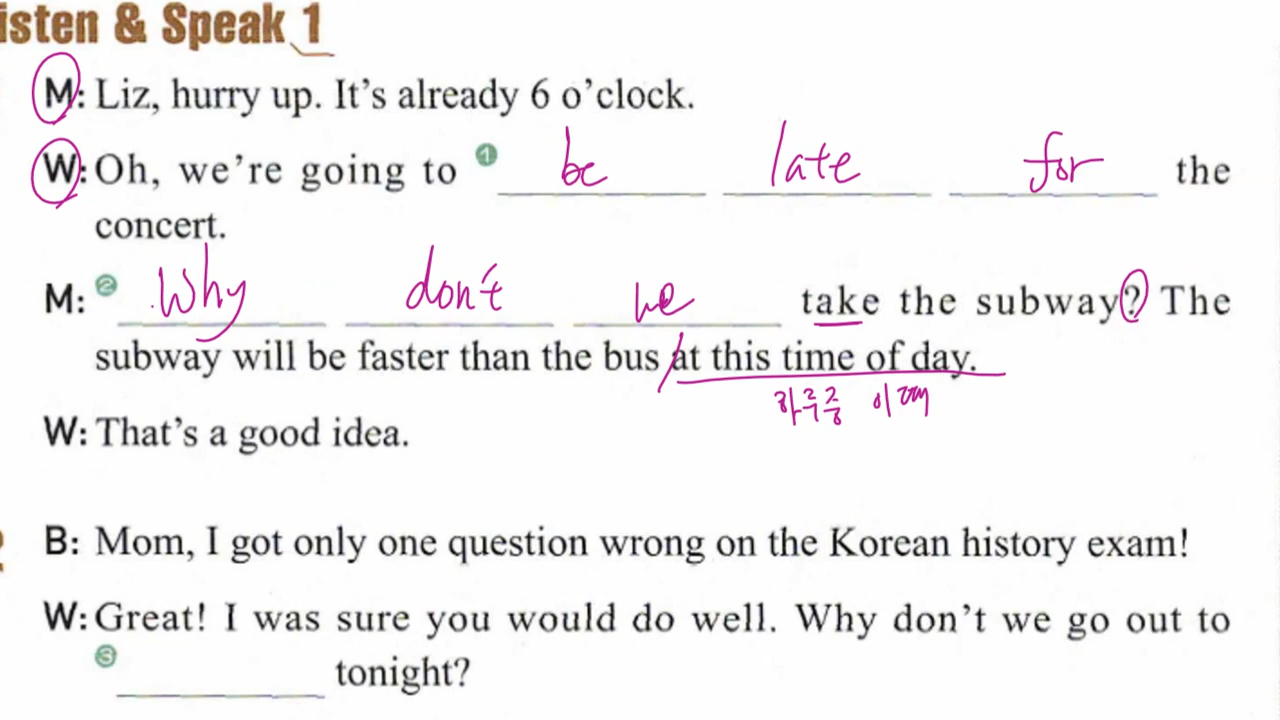 isten & Speak 1
M: Liz, hurry up. It's already 6 o'clock.
W: Oh, we're going to 1 be late for the
concert.
M: 2 Why don't we take the subway? The
subway will be faster than the bus / at this time of day.
하루중 이때
W: That's a good idea.
B: Mom, I got only one question wrong on the Korean history exam!
W: Great! I was sure you would do well. Why don't we go out to
3 tonight?